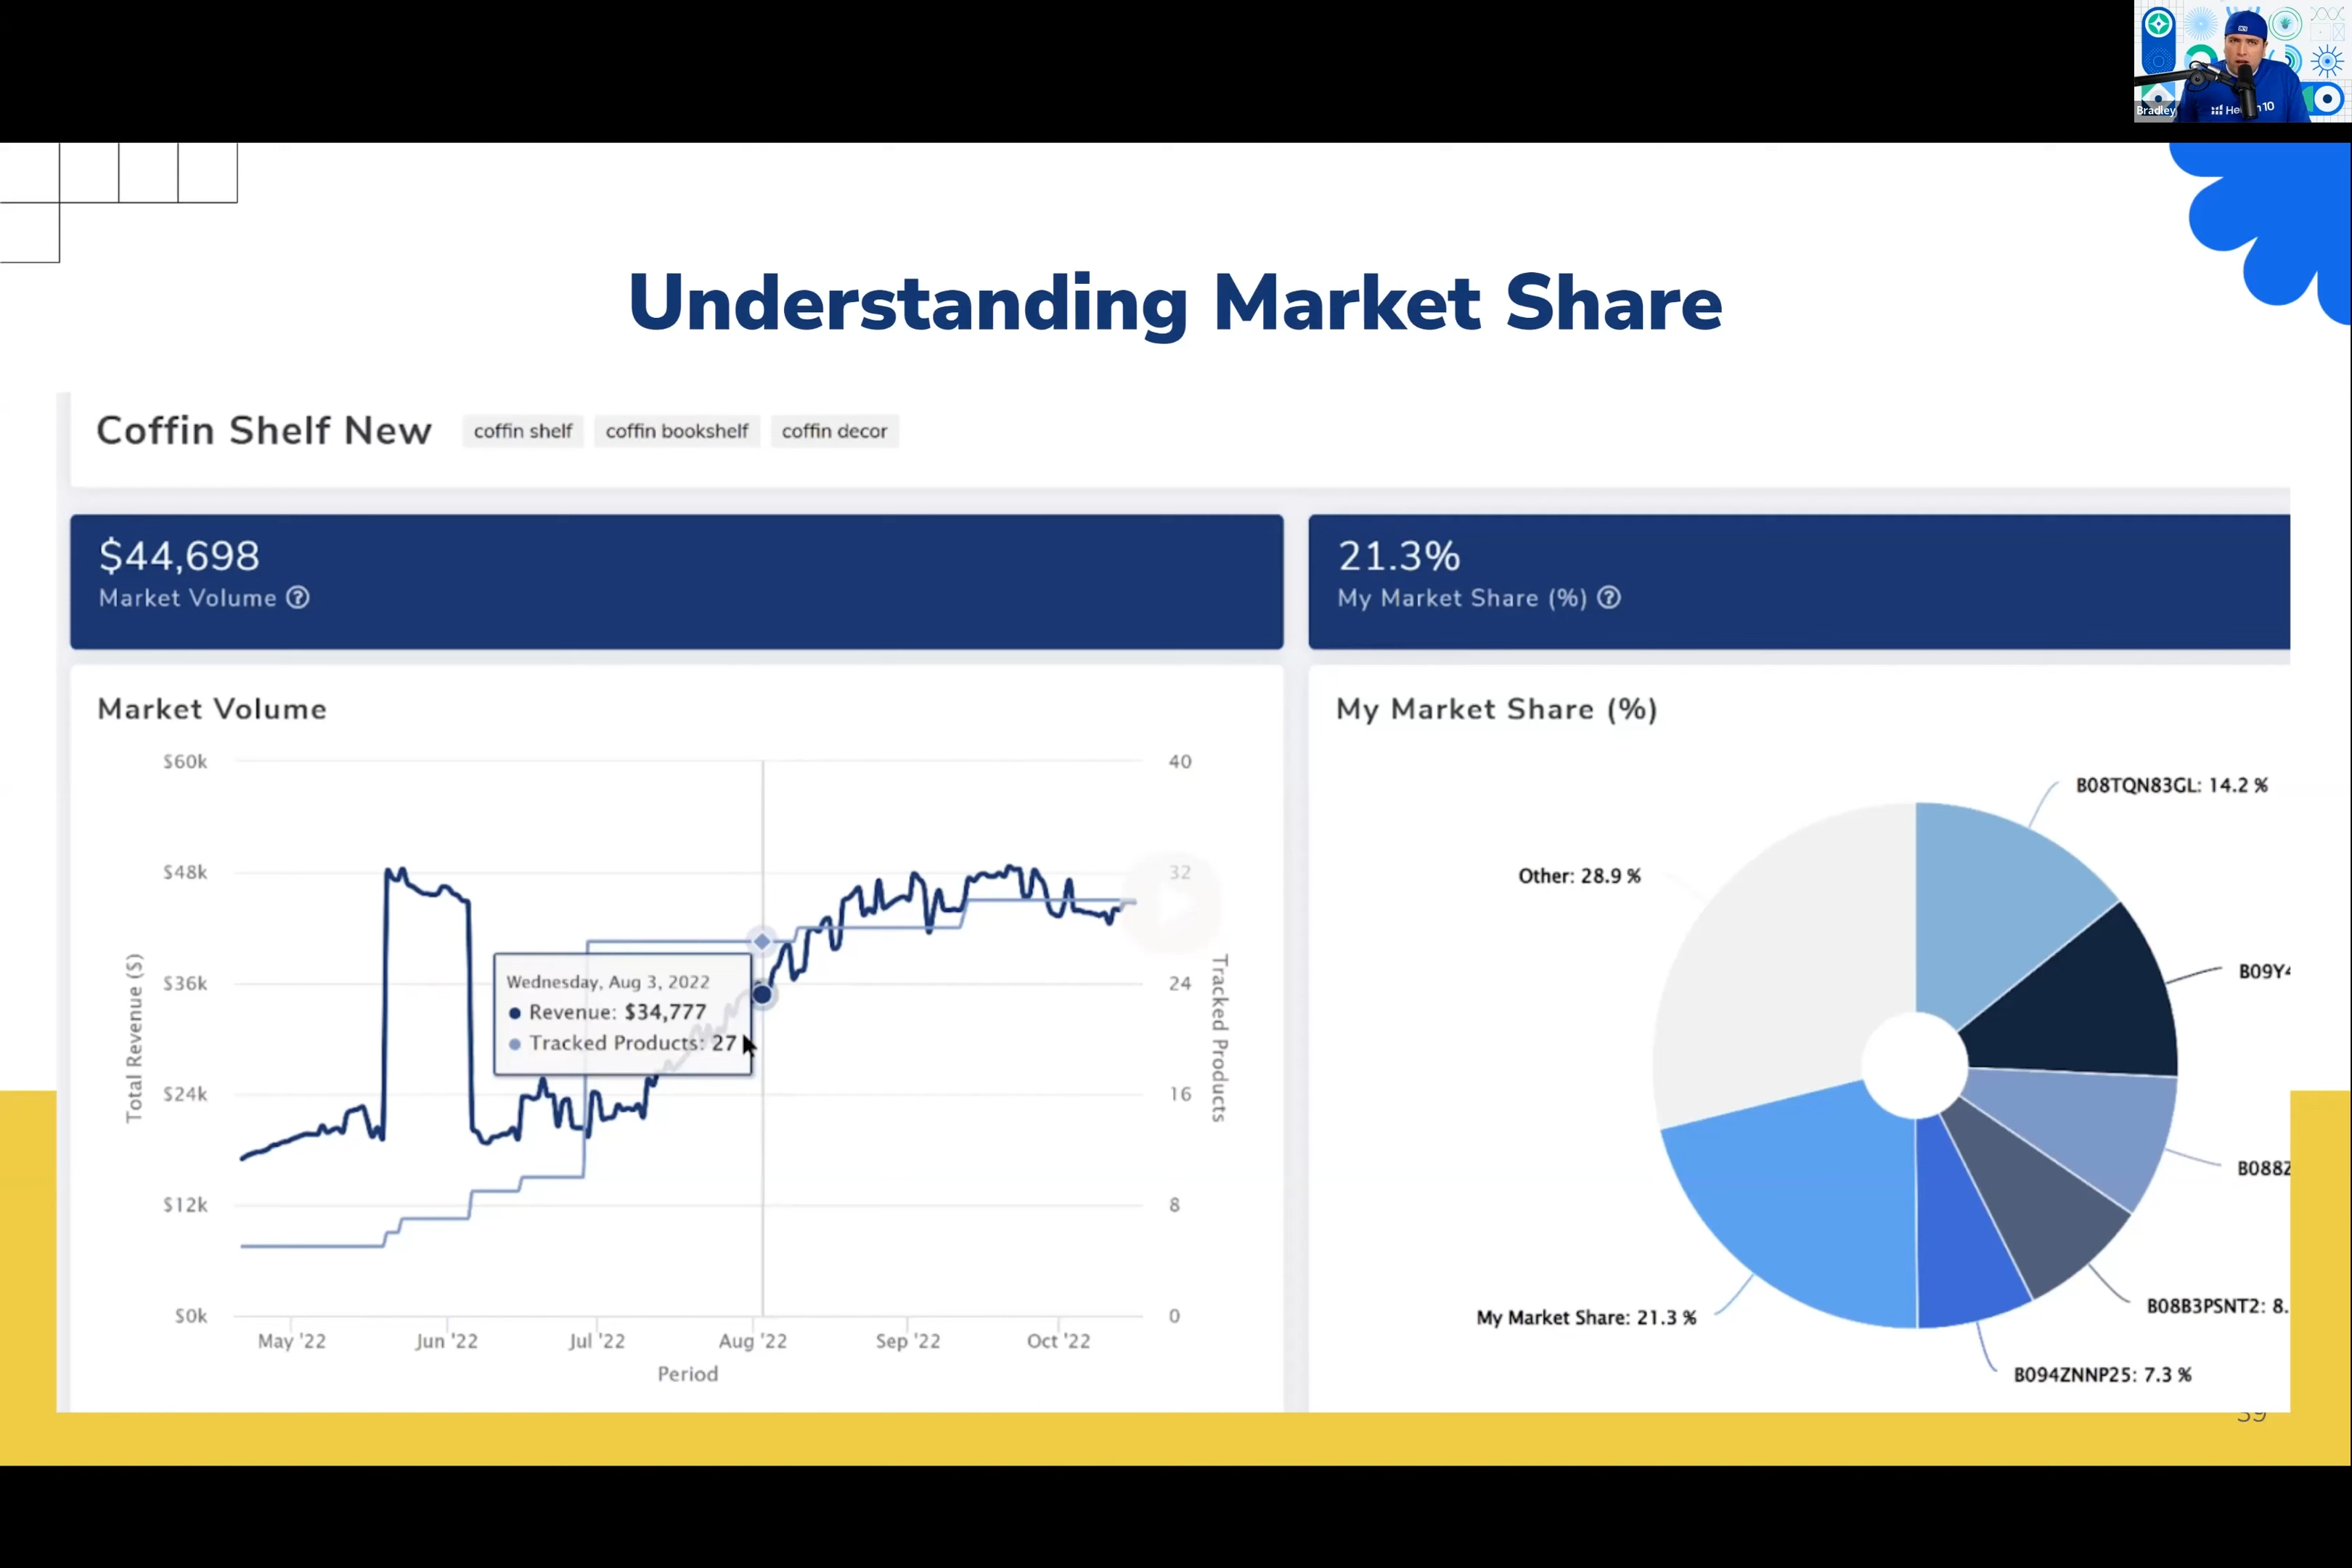 Bradley
Understanding Market Share
Coffin Shelf New
coffin shelf
coffin bookshelf
coffin decor
$44,698
Market Volume
21.3%
My Market Share (%)
Market Volume
$60k
$48k
$36k
$24k
$12k
$0k
Total Revenue ($)
40
32
24
16
8
0
Tracked Products
Wednesday, Aug 3, 2022
Revenue: $34,777
Tracked Products: 27
May '22
Jun '22
Jul '22
Aug '22
Sep '22
Oct '22
Period
My Market Share (%)
B08TQN83GL: 14.2 %
Other: 28.9 %
B09Y4
B088Z
B08B3PSNT2: 8.
My Market Share: 21.3 %
B094ZNNP25: 7.3 %
39